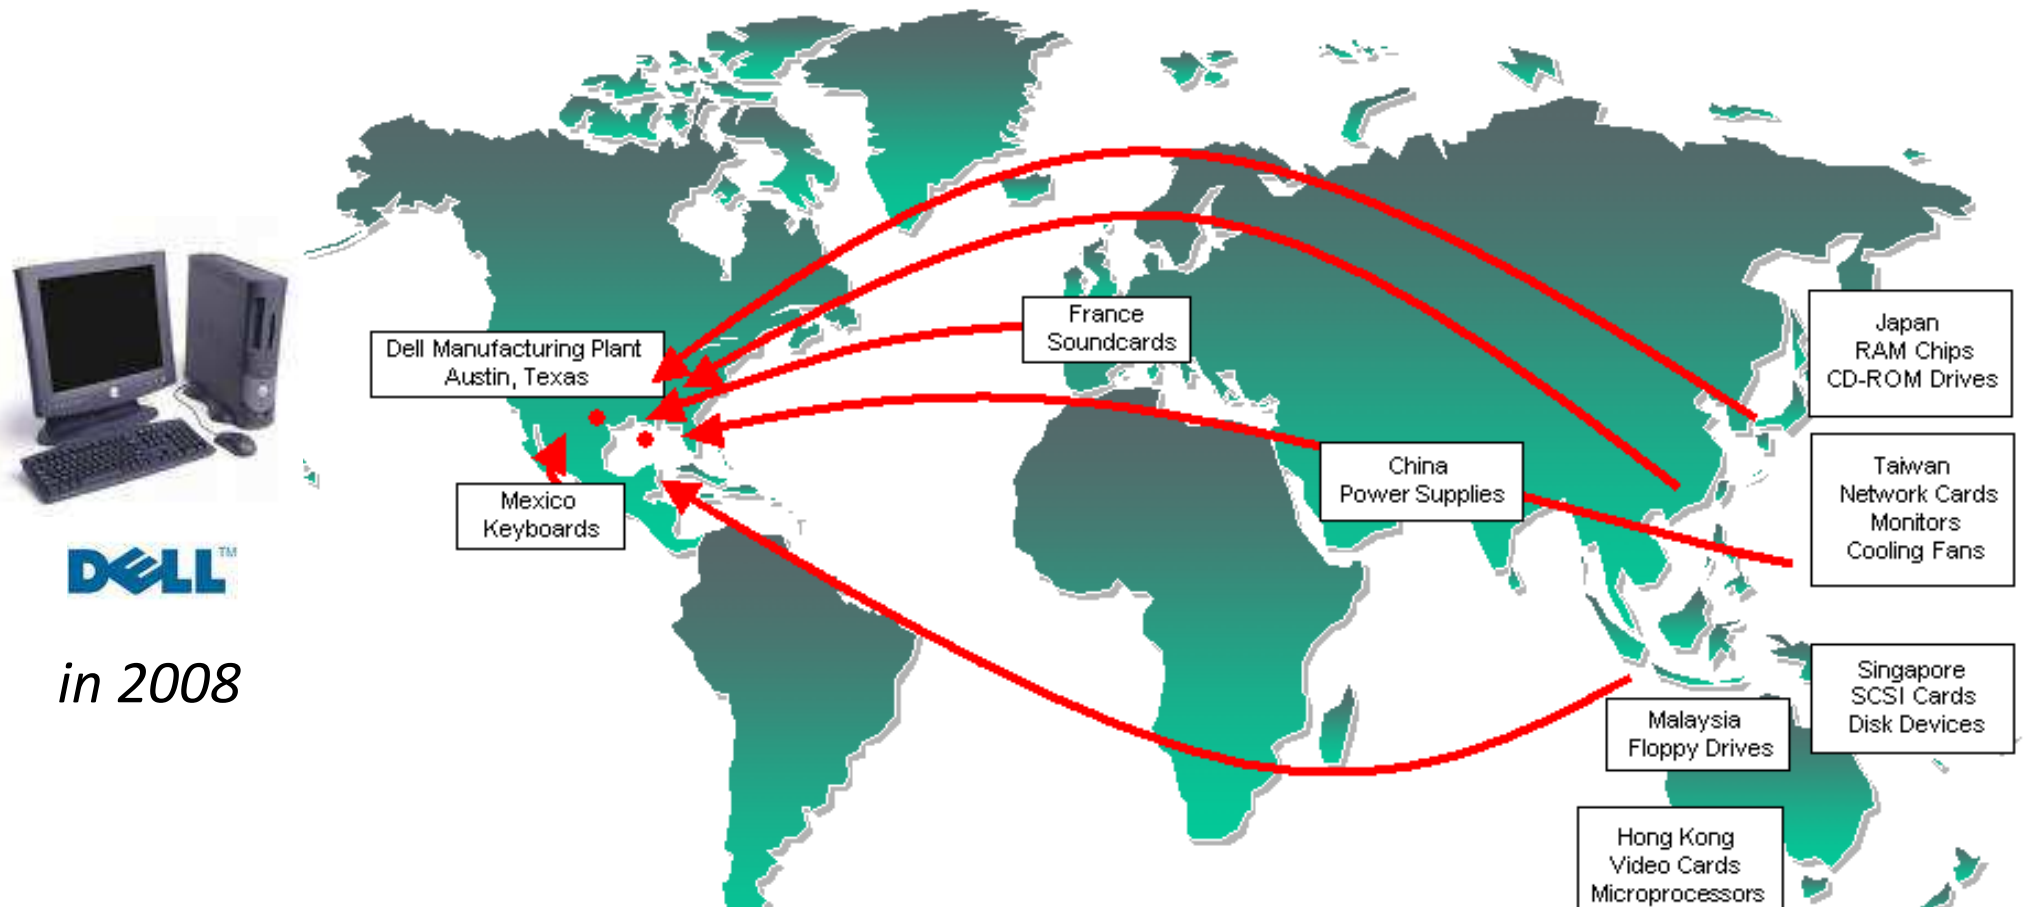 Dell Manufacturing Plant
Austin, Texas
Mexico
Keyboards
France
Soundcards
China
Power Supplies
Japan
RAM Chips
CD-ROM Drives
Taiwan
Network Cards
Monitors
Cooling Fans
Singapore
SCSI Cards
Disk Devices
Malaysia
Floppy Drives
Hong Kong
Video Cards
Microprocessors
DELL™
in 2008